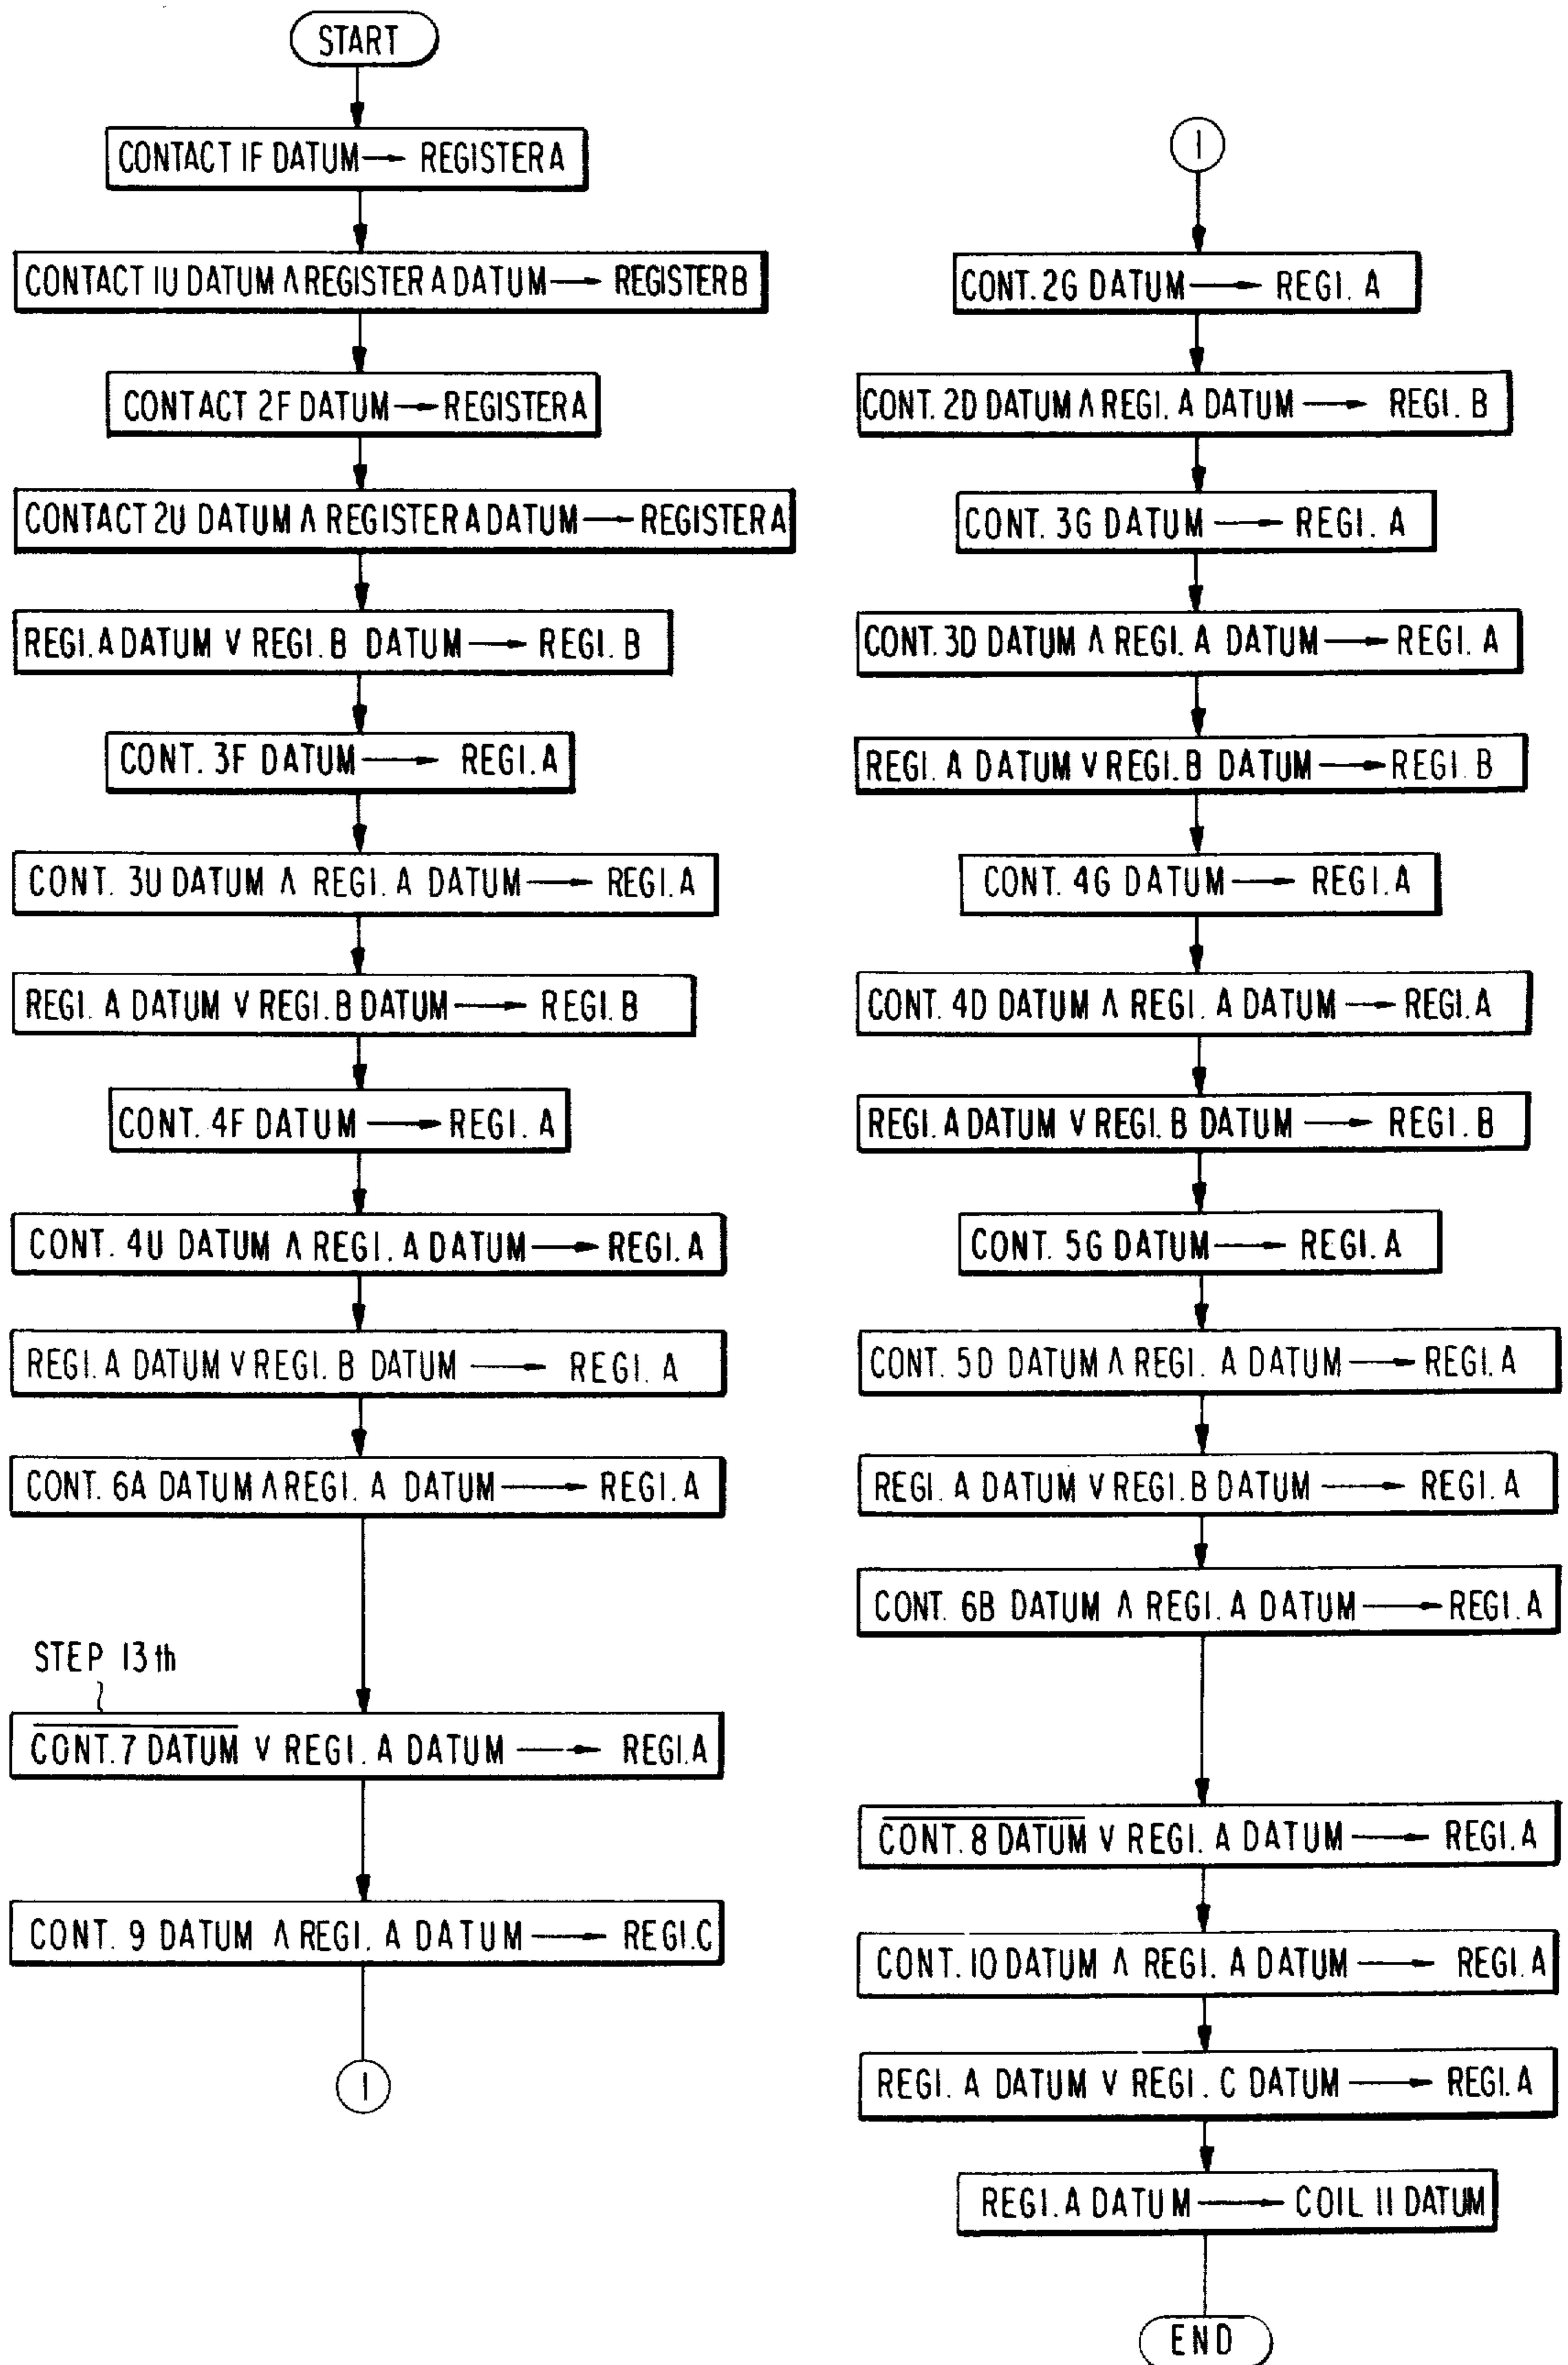 START
CONTACT 1F DATUM → REGISTER A
CONTACT 1U DATUM ∧ REGISTER A DATUM → REGISTER B
CONTACT 2F DATUM → REGISTER A
CONTACT 2U DATUM ∧ REGISTER A DATUM → REGISTER A
REGI. A DATUM ∨ REGI. B DATUM → REGI. B
CONT. 3F DATUM → REGI. A
CONT. 3U DATUM ∧ REGI. A DATUM → REGI. A
REGI. A DATUM ∨ REGI. B DATUM → REGI. B
CONT. 4F DATUM → REGI. A
CONT. 4U DATUM ∧ REGI. A DATUM → REGI. A
REGI. A DATUM ∨ REGI. B DATUM → REGI. A
CONT. 6A DATUM ∧ REGI. A DATUM → REGI. A
STEP 13th
C̅O̅N̅T̅.̅ ̅7̅ ̅D̅A̅T̅U̅M̅ ∨ REGI. A DATUM → REGI. A
CONT. 9 DATUM ∧ REGI. A DATUM → REGI. C
1
1
CONT. 2G DATUM → REGI. A
CONT. 2D DATUM ∧ REGI. A DATUM → REGI. B
CONT. 3G DATUM → REGI. A
CONT. 3D DATUM ∧ REGI. A DATUM → REGI. A
REGI. A DATUM ∨ REGI. B DATUM → REGI. B
CONT. 4G DATUM → REGI. A
CONT. 4D DATUM ∧ REGI. A DATUM → REGI. A
REGI. A DATUM ∨ REGI. B DATUM → REGI. B
CONT. 5G DATUM → REGI. A
CONT. 5D DATUM ∧ REGI. A DATUM → REGI. A
REGI. A DATUM ∨ REGI. B DATUM → REGI. A
CONT. 6B DATUM ∧ REGI. A DATUM → REGI. A
C̅O̅N̅T̅.̅ ̅8̅ ̅D̅A̅T̅U̅M̅ ∨ REGI. A DATUM → REGI. A
CONT. 10 DATUM ∧ REGI. A DATUM → REGI. A
REGI. A DATUM ∨ REGI. C DATUM → REGI. A
REGI. A DATUM → COIL 11 DATUM
END